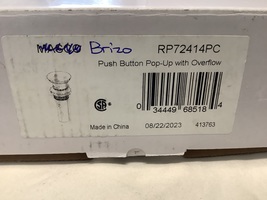 Brizo
RP72414PC
Push Button Pop-Up with Overflow
0 34449 68518 4
Made in China
08/22/2023
413763